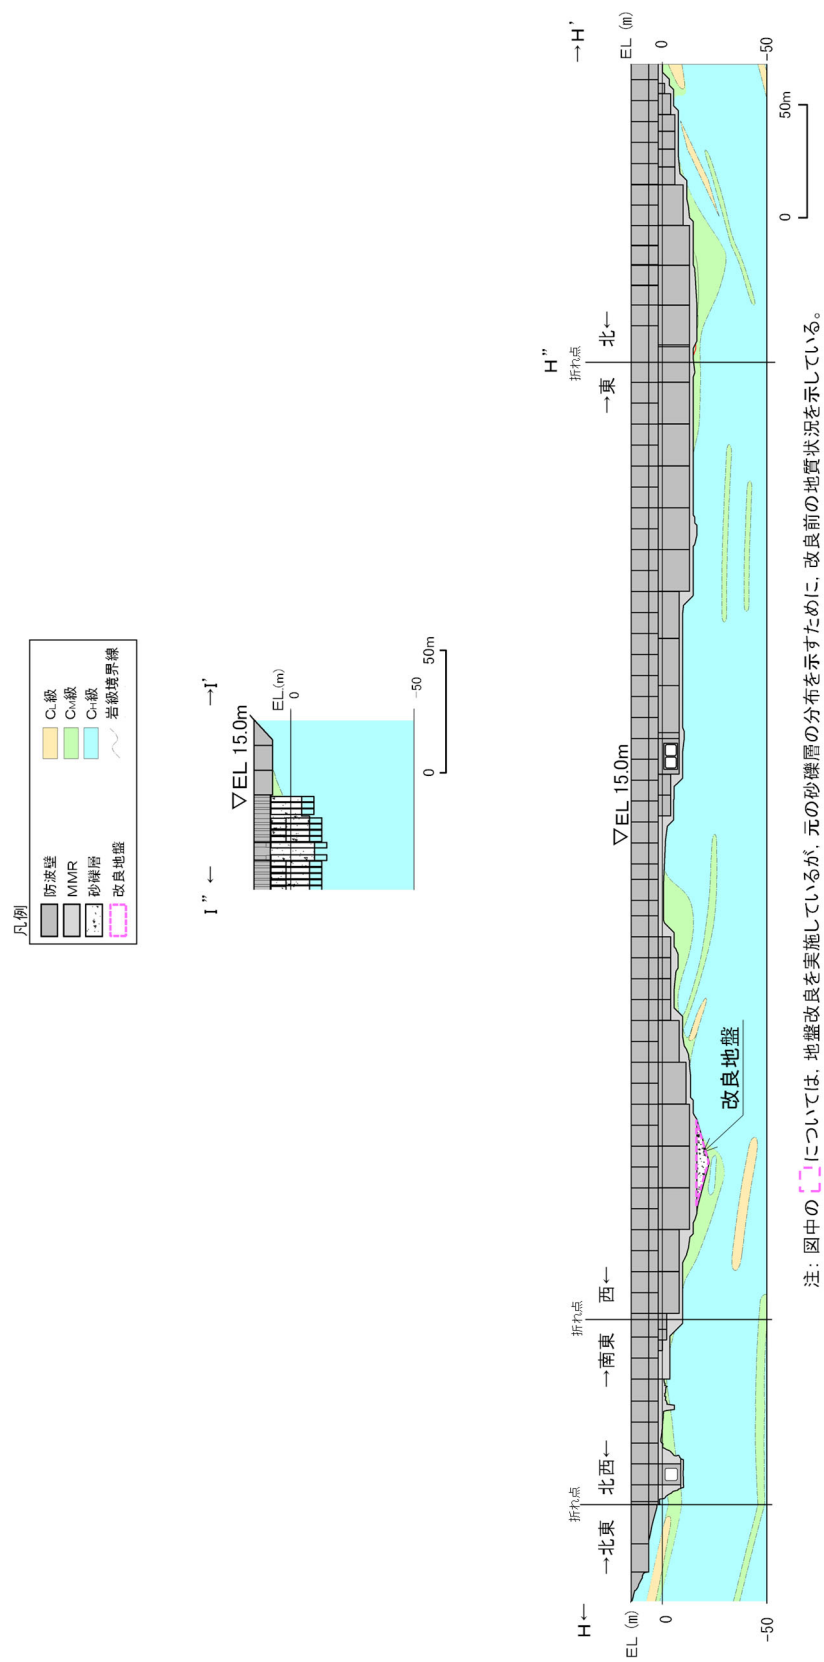 凡例
防波壁
MMR
砂礫層
改良地盤
CL級
CM級
CH級
岩級境界線
I''←
→I'
▽EL 15.0m
EL.(m)
0
-50
0
50m
H←
→H'
H''
折れ点
折れ点
折れ点
→北東
北西←
→南東
西←
→東
北←
▽EL 15.0m
EL (m)
0
-50
EL (m)
0
-50
改良地盤
0
50m
注: 図中の については, 地盤改良を実施しているが, 元の砂礫層の分布を示すために, 改良前の地質状況を示している。